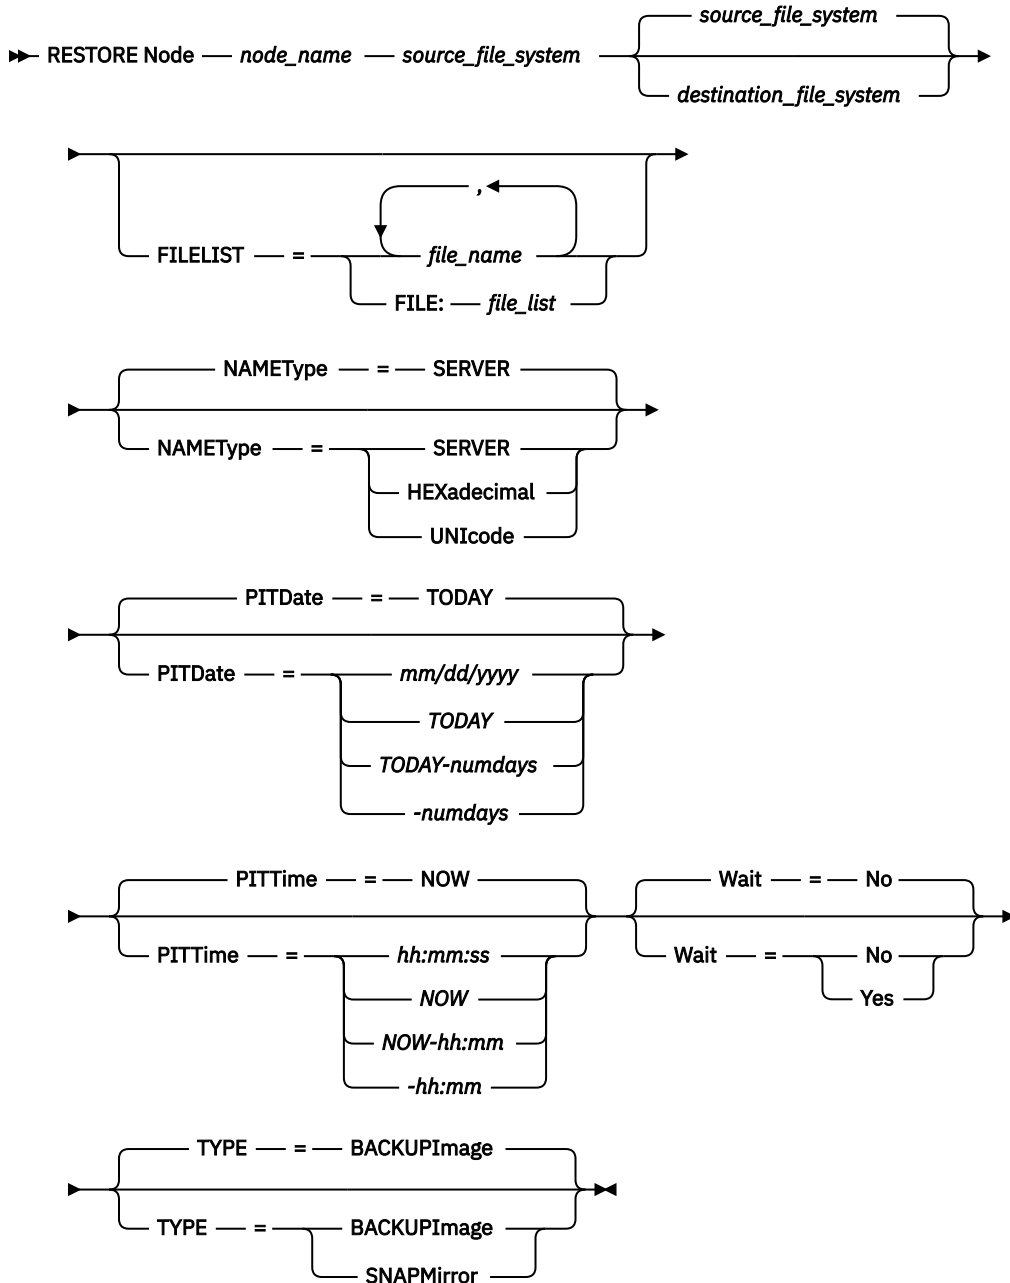 source_file_system
RESTORE Node node_name source_file_system
destination_file_system
,
FILELIST = file_name
FILE: file_list
NAMEType = SERVER
NAMEType = SERVER
HEXadecimal
UNIcode
PITDate = TODAY
PITDate = mm/dd/yyyy
TODAY
TODAY-numdays
-numdays
PITTime = NOW Wait = No
PITTime = hh:mm:ss Wait = No
NOW Yes
NOW-hh:mm
-hh:mm
TYPE = BACKUPImage
TYPE = BACKUPImage
SNAPMirror